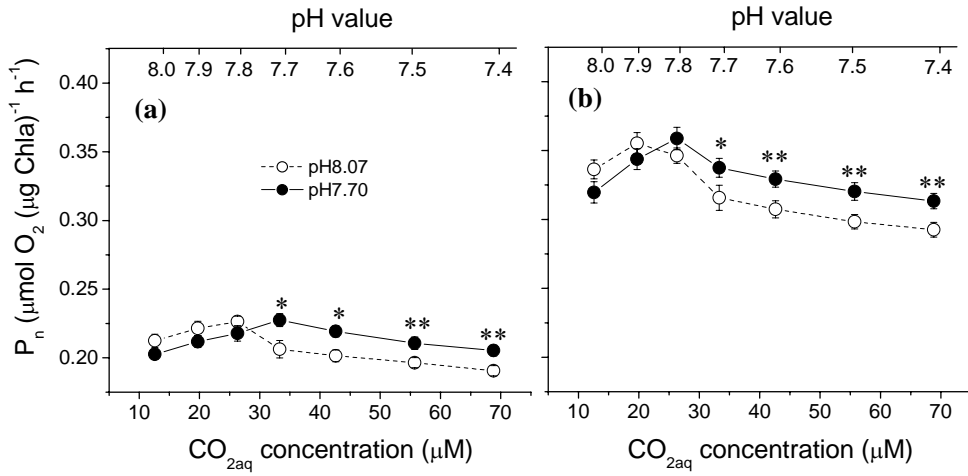 pH value
pH value
8.0 7.9 7.8 7.7 7.6 7.5 7.4
8.0 7.9 7.8 7.7 7.6 7.5 7.4
(a)
(b)
0.40
0.35
0.30
0.25
0.20
Pn (μmol O2 (μg Chla)-1 h-1)
pH8.07
pH7.70
* * ** **
* ** ** **
10 20 30 40 50 60 70
10 20 30 40 50 60 70
CO2aq concentration (μM)
CO2aq concentration (μM)